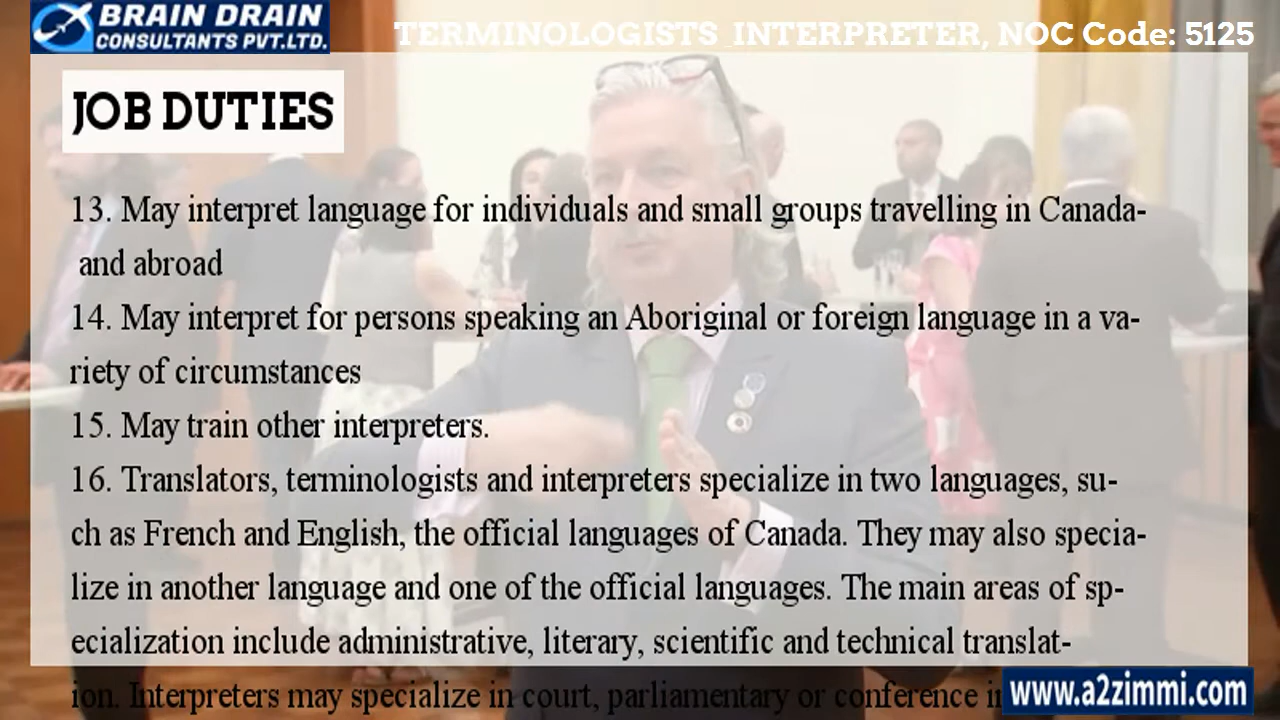 BRAIN DRAIN
CONSULTANTS PVT.LTD.
TERMINOLOGISTS INTERPRETER, NOC Code: 5125
JOB DUTIES
13. May interpret language for individuals and small groups travelling in Canada-
and abroad
14. May interpret for persons speaking an Aboriginal or foreign language in a va-
riety of circumstances
15. May train other interpreters.
16. Translators, terminologists and interpreters specialize in two languages, su-
ch as French and English, the official languages of Canada. They may also specia-
lize in another language and one of the official languages. The main areas of sp-
ecialization include administrative, literary, scientific and technical translat-
ion. Interpreters may specialize in court, parliamentary or conference
www.a2zimmi.com